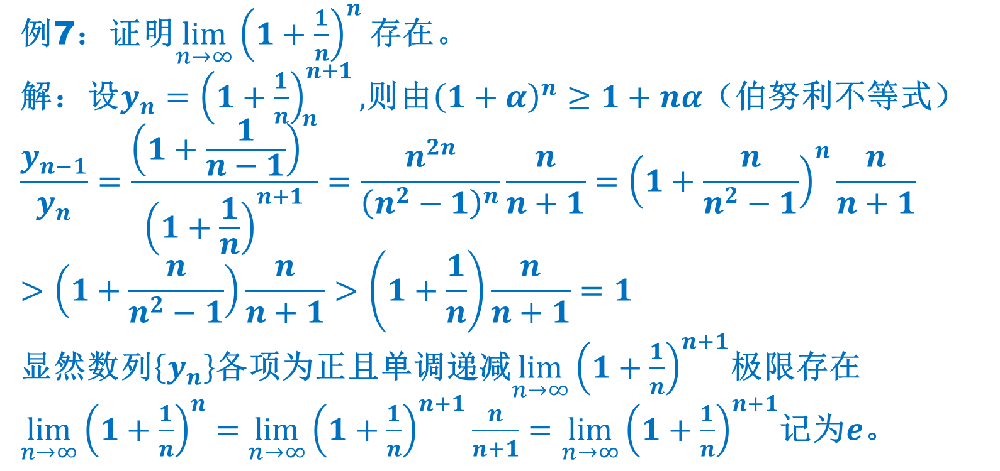 例7：证明 $\lim\limits_{n\to\infty}\left(1+\frac{1}{n}\right)^{n}$ 存在。
解：设 $y_n=\left(1+\frac{1}{n}\right)^{n+1}$ ,则由 $(1+\alpha)^n\geq 1+n\alpha$（伯努利不等式）
$\frac{y_{n-1}}{y_n}=\frac{\left(1+\frac{1}{n-1}\right)^{n}}{\left(1+\frac{1}{n}\right)^{n+1}}=\frac{n^{2n}}{(n^2-1)^n}\frac{n}{n+1}=\left(1+\frac{n}{n^2-1}\right)^{n}\frac{n}{n+1}$
$>\left(1+\frac{n}{n^2-1}\right)\frac{n}{n+1}>\left(1+\frac{1}{n}\right)\frac{n}{n+1}=1$
显然数列$\{y_n\}$各项为正且单调递减 $\lim\limits_{n\to\infty}\left(1+\frac{1}{n}\right)^{n+1}$ 极限存在
$\lim\limits_{n\to\infty}\left(1+\frac{1}{n}\right)^{n}=\lim\limits_{n\to\infty}\left(1+\frac{1}{n}\right)^{n+1}\frac{n}{n+1}=\lim\limits_{n\to\infty}\left(1+\frac{1}{n}\right)^{n+1}$ 记为$e$。